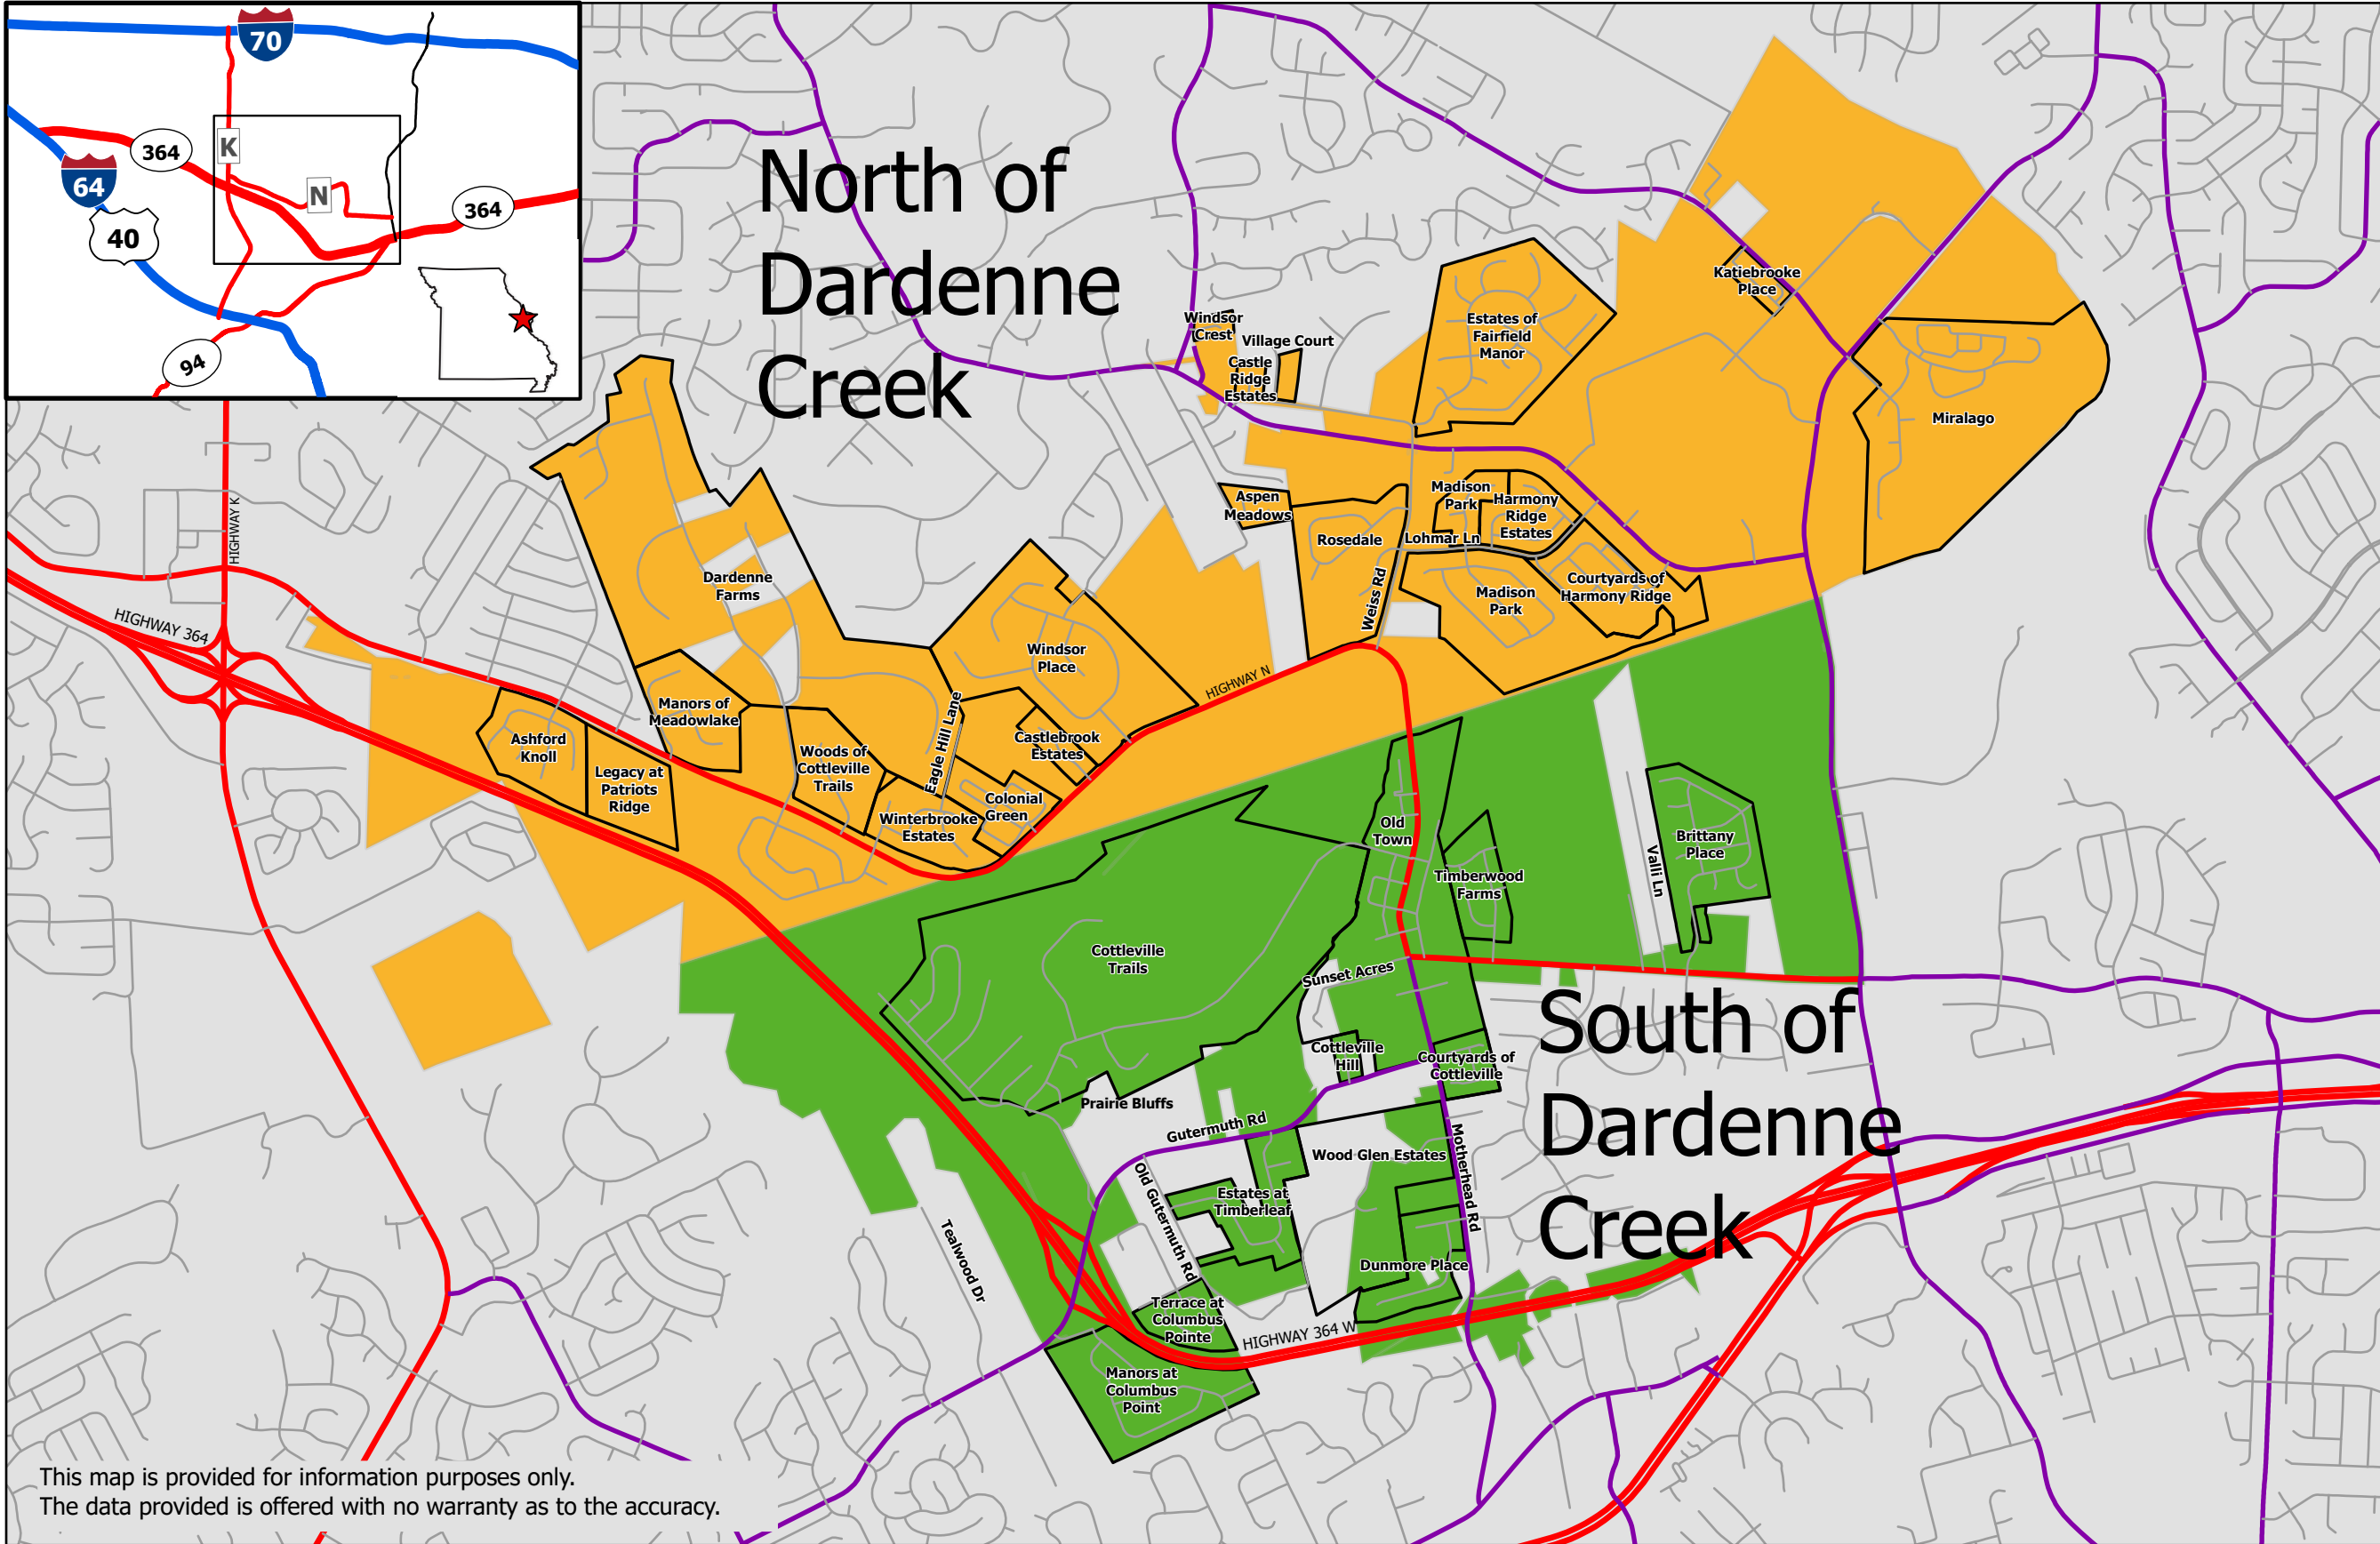 70
K
364
64
N
364
40
94
North of
Dardenne
Creek
Katiebrooke
Place
Windsor
Crest
Village Court
Castle
Ridge
Estates
Estates of
Fairfield
Manor
Miralago
Aspen
Meadows
Madison
Park
Harmony
Ridge
Estates
Rosedale
Lohmar Ln
Weiss Rd
Madison
Park
Courtyards of
Harmony Ridge
HIGHWAY K
HIGHWAY 364
Dardenne
Farms
Windsor
Place
HIGHWAY N
Manors of
Meadowlake
Eagle Hill Lane
Castlebrook
Estates
Ashford
Knoll
Legacy at
Patriots
Ridge
Woods of
Cottleville
Trails
Colonial
Green
Winterbrooke
Estates
Old
Town
Timberwood
Farms
Valli Ln
Brittany
Place
Cottleville
Trails
Sunset Acres
South of
Dardenne
Creek
Cottleville
Hill
Courtyards of
Cottleville
Prairie Bluffs
Gutermuth Rd
Wood Glen Estates
Motherhead Rd
Old Gutermuth Rd
Estates at
Timberleaf
Tealwood Dr
Dunmore Place
Terrace at
Columbus
Pointe
HIGHWAY 364 W
Manors at
Columbus
Point
This map is provided for information purposes only.
The data provided is offered with no warranty as to the accuracy.